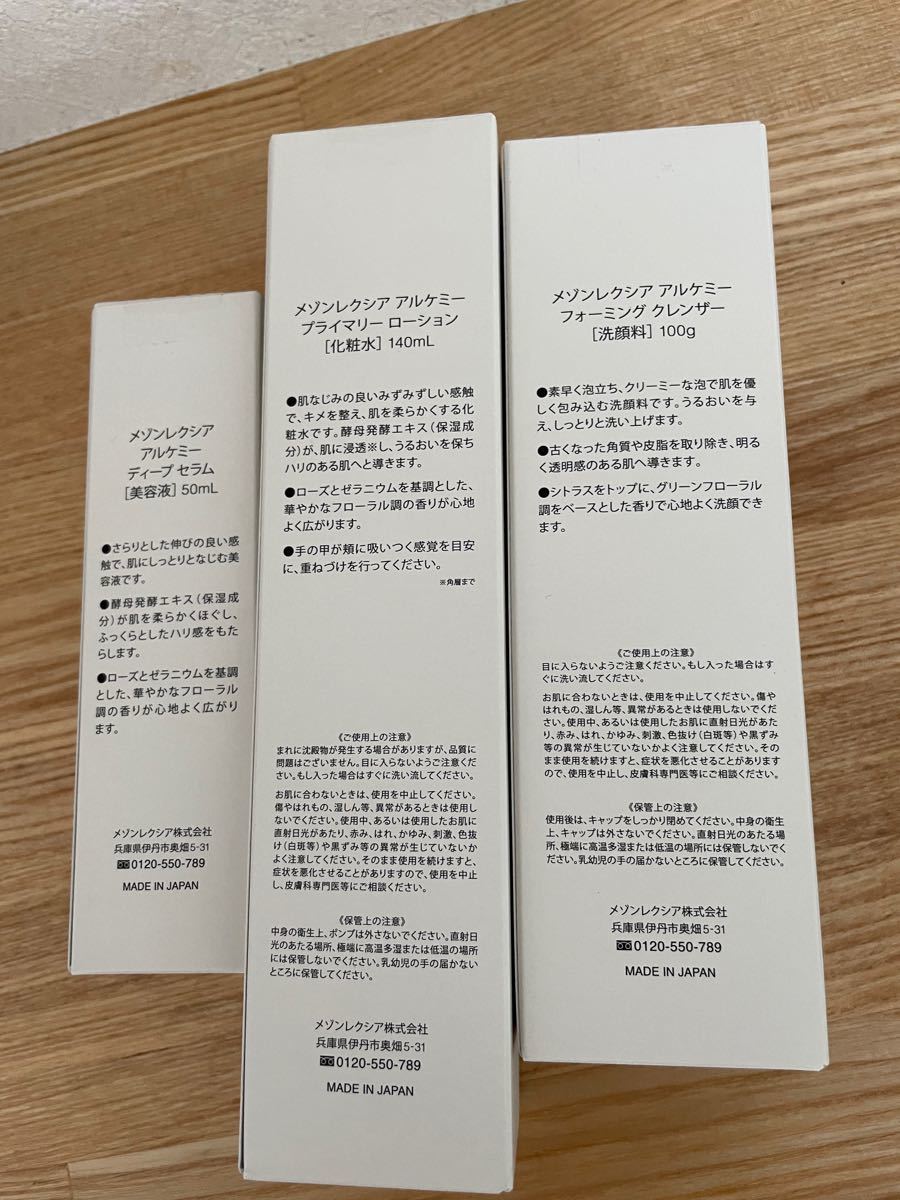 メゾンレクシア
アルケミー
ディープ セラム
[美容液] 50mL
●さらりとした伸びの良い感
触で、肌にしっとりとなじむ美
容液です。
●酵母発酵エキス(保湿成
分)が肌を柔らかくほぐし、
ふっくらとしたハリ感をもた
らします。
●ローズとゼラニウムを基調
とした、華やかなフローラル
調の香りが心地よく広がり
ます。
メゾンレクシア株式会社
兵庫県伊丹市奥畑5-31
0120-550-789
MADE IN JAPAN
メゾンレクシア アルケミー
プライマリー ローション
[化粧水] 140mL
●肌なじみの良いみずみずしい感触
で、キメを整え、肌を柔らかくする化
粧水です。酵母発酵エキス(保湿成
分)が、肌に浸透※し、うるおいを保ち
ハリのある肌へと導きます。
●ローズとゼラニウムを基調とした、
華やかなフローラル調の香りが心地
よく広がります。
●手の甲が頬に吸いつく感覚を目安
に、重ねづけを行ってください。
※角層まで
《ご使用上の注意》
まれに沈殿物が発生する場合がありますが、品質に
問題はございません。目に入らないようご注意くださ
い。もし入った場合はすぐに洗い流してください。
お肌に合わないときは、使用を中止してください。
傷やはれもの、湿しん等、異常があるときは使用し
ないでください。使用中、あるいは使用したお肌に
直射日光があたり、赤み、はれ、かゆみ、刺激、色抜
け(白斑等)や黒ずみ等の異常が生じていないか
よく注意してください。そのまま使用を続けますと、
症状を悪化させることがありますので、使用を中止
し、皮膚科専門医等にご相談ください。
《保管上の注意》
中身の衛生上、ポンプは外さないでください。直射日
光のあたる場所、極端に高温多湿または低温の場所
には保管しないでください。乳幼児の手の届かない
ところに保管してください。
メゾンレクシア株式会社
兵庫県伊丹市奥畑5-31
0120-550-789
MADE IN JAPAN
メゾンレクシア アルケミー
フォーミング クレンザー
[洗顔料] 100g
●素早く泡立ち、クリーミーな泡で肌を優
しく包み込む洗顔料です。うるおいを与
え、しっとりと洗い上げます。
●古くなった角質や皮脂を取り除き、明る
く透明感のある肌へ導きます。
●シトラスをトップに、グリーンフローラル
調をベースとした香りで心地よく洗顔でき
ます。
《ご使用上の注意》
目に入らないようご注意ください。もし入った場合はす
ぐに洗い流してください。
お肌に合わないときは、使用を中止してください。傷や
はれもの、湿しん等、異常があるときは使用しないでくだ
さい。使用中、あるいは使用したお肌に直射日光があた
り、赤み、はれ、かゆみ、刺激、色抜け(白斑等)や黒ずみ
等の異常が生じていないかよく注意してください。その
まま使用を続けますと、症状を悪化させることがあります
ので、使用を中止し、皮膚科専門医等にご相談ください。
《保管上の注意》
使用後は、キャップをしっかり閉めてください。中身の衛生
上、キャップは外さないでください。直射日光のあたる場
所、極端に高温多湿または低温の場所には保管しないでく
ださい。乳幼児の手の届かないところに保管してください。
メゾンレクシア株式会社
兵庫県伊丹市奥畑5-31
0120-550-789
MADE IN JAPAN